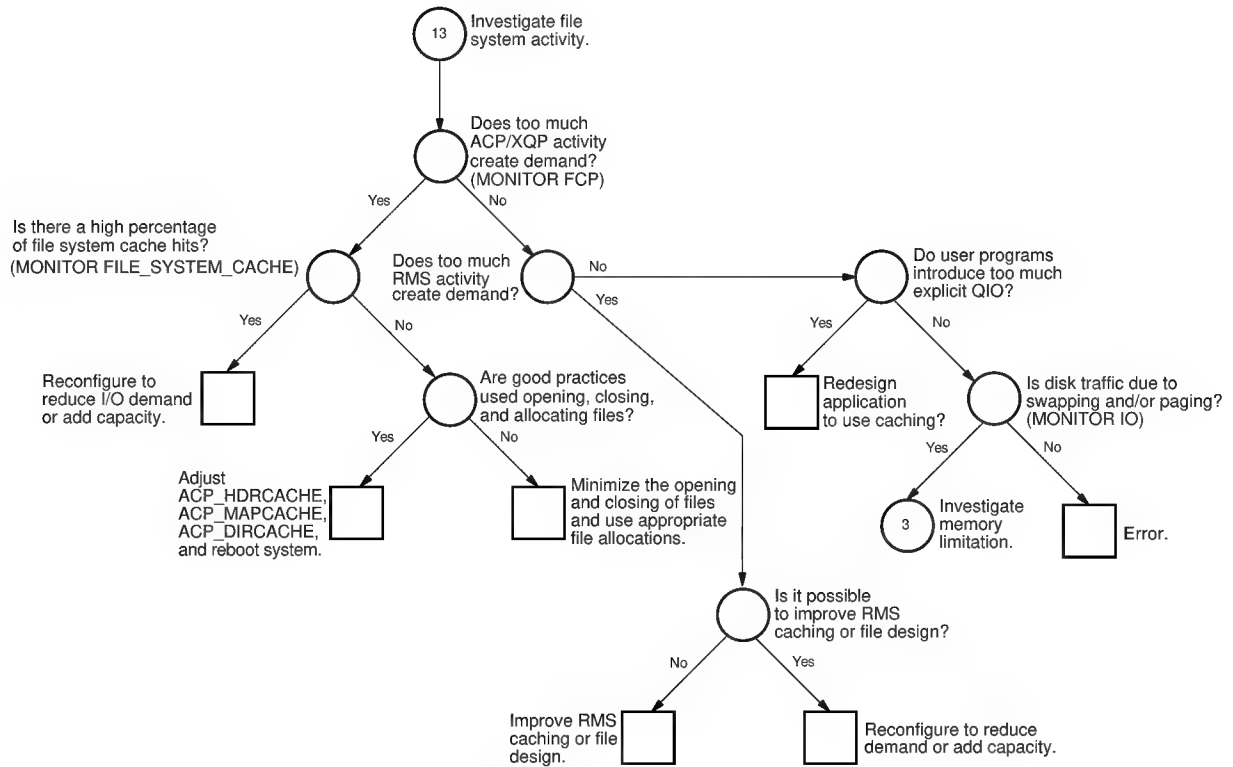 13
Investigate file
system activity.
Does too much
ACP/XQP activity
create demand?
(MONITOR FCP)
Yes
No
Is there a high percentage
of file system cache hits?
(MONITOR FILE_SYSTEM_CACHE)
Does too much
RMS activity
create demand?
No
Yes
Do user programs
introduce too much
explicit QIO?
Yes
No
Yes
No
Reconfigure to
reduce I/O demand
or add capacity.
Are good practices
used opening, closing,
and allocating files?
Redesign
application
to use caching?
Is disk traffic due to
swapping and/or paging?
(MONITOR IO)
Yes
No
Yes
No
Adjust
ACP_HDRCACHE,
ACP_MAPCACHE,
ACP_DIRCACHE,
and reboot system.
Minimize the opening
and closing of files
and use appropriate
file allocations.
3
Investigate
memory
limitation.
Error.
Is it possible
to improve RMS
caching or file design?
No
Yes
Improve RMS
caching or file
design.
Reconfigure to reduce
demand or add capacity.